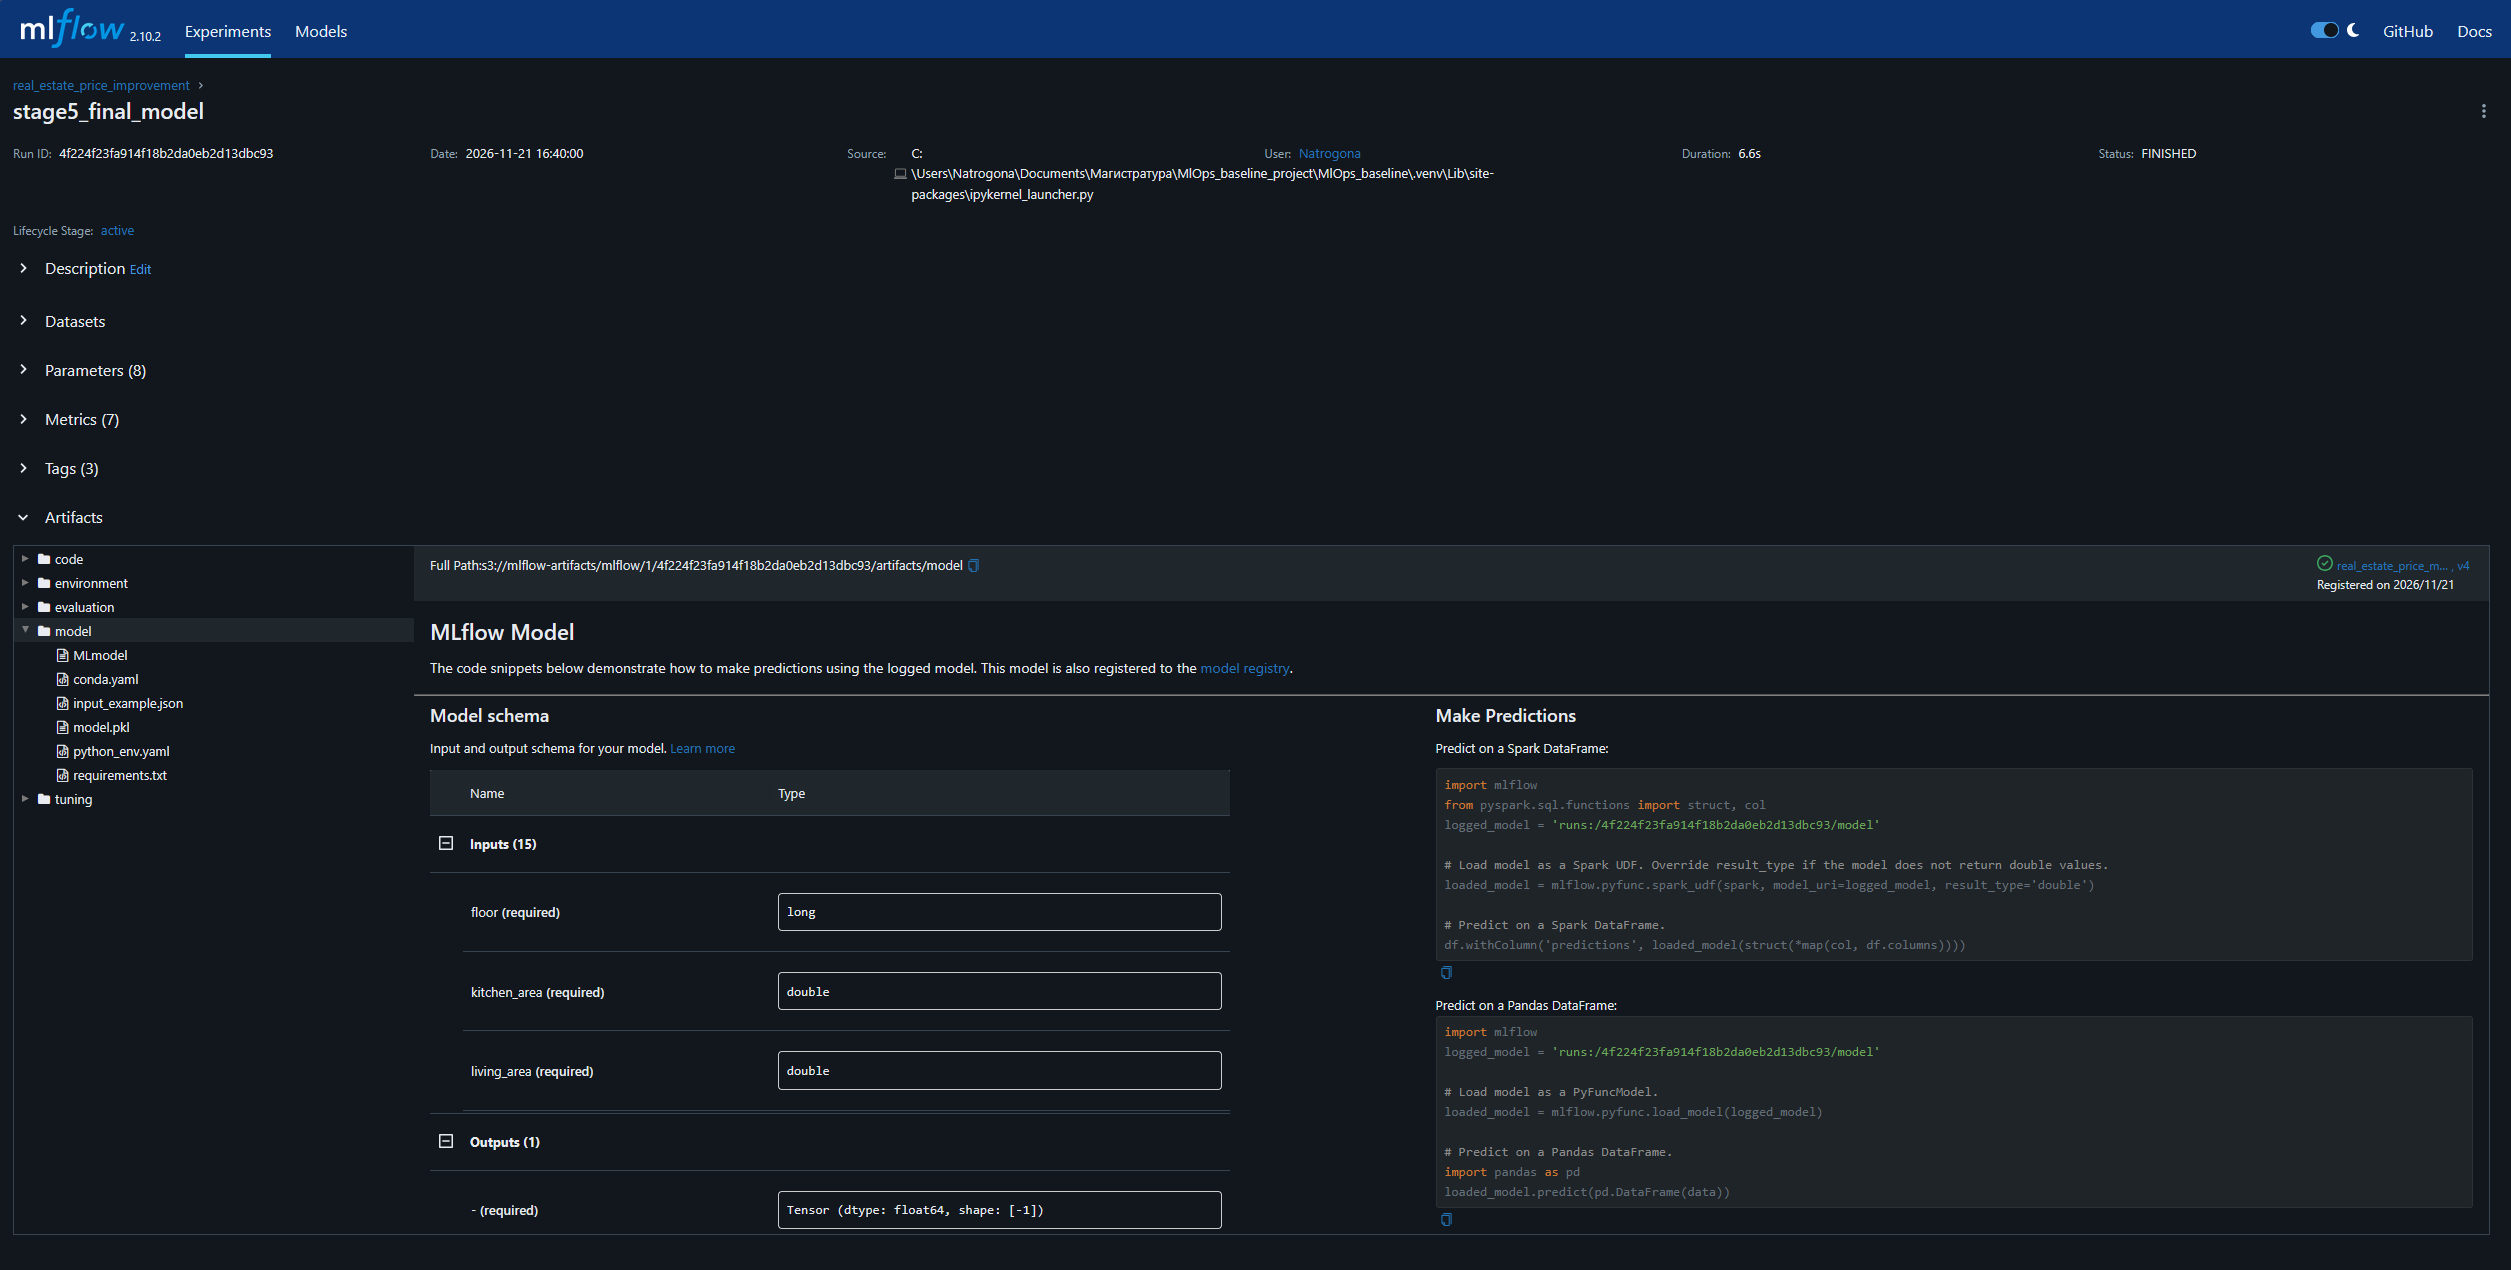 mlflow 2.10.2 Experiments Models GitHub Docs
real_estate_price_improvement
stage5_final_model
Run ID: 4f224f23fa914f18b2da0eb2d13dbc93 Date: 2026-11-21 16:40:00 Source: C:\Users\Natrogona\Documents\Магистратура\MlOps_baseline_project\MlOps_baseline\.venv\Lib\site-packages\ipykernel_launcher.py User: Natrogona Duration: 6.6s Status: FINISHED
Lifecycle Stage: active
Description Edit
Datasets
Parameters (8)
Metrics (7)
Tags (3)
Artifacts
code
environment
evaluation
model
MLmodel
conda.yaml
input_example.json
model.pkl
python_env.yaml
requirements.txt
tuning
Full Path:s3://mlflow-artifacts/mlflow/1/4f224f23fa914f18b2da0eb2d13dbc93/artifacts/model
real_estate_price_m... , v4
Registered on 2026/11/21
MLflow Model
The code snippets below demonstrate how to make predictions using the logged model. This model is also registered to the model registry.
Model schema
Input and output schema for your model. Learn more
Name Type
Inputs (15)
floor (required) long
kitchen_area (required) double
living_area (required) double
Outputs (1)
- (required) Tensor (dtype: float64, shape: [-1])
Make Predictions
Predict on a Spark DataFrame:
import mlflow
from pyspark.sql.functions import struct, col
logged_model = 'runs:/4f224f23fa914f18b2da0eb2d13dbc93/model'
# Load model as a Spark UDF. Override result_type if the model does not return double values.
loaded_model = mlflow.pyfunc.spark_udf(spark, model_uri=logged_model, result_type='double')
# Predict on a Spark DataFrame.
df.withColumn('predictions', loaded_model(struct(*map(col, df.columns))))
Predict on a Pandas DataFrame:
import mlflow
logged_model = 'runs:/4f224f23fa914f18b2da0eb2d13dbc93/model'
# Load model as a PyFuncModel.
loaded_model = mlflow.pyfunc.load_model(logged_model)
# Predict on a Pandas DataFrame.
import pandas as pd
loaded_model.predict(pd.DataFrame(data))